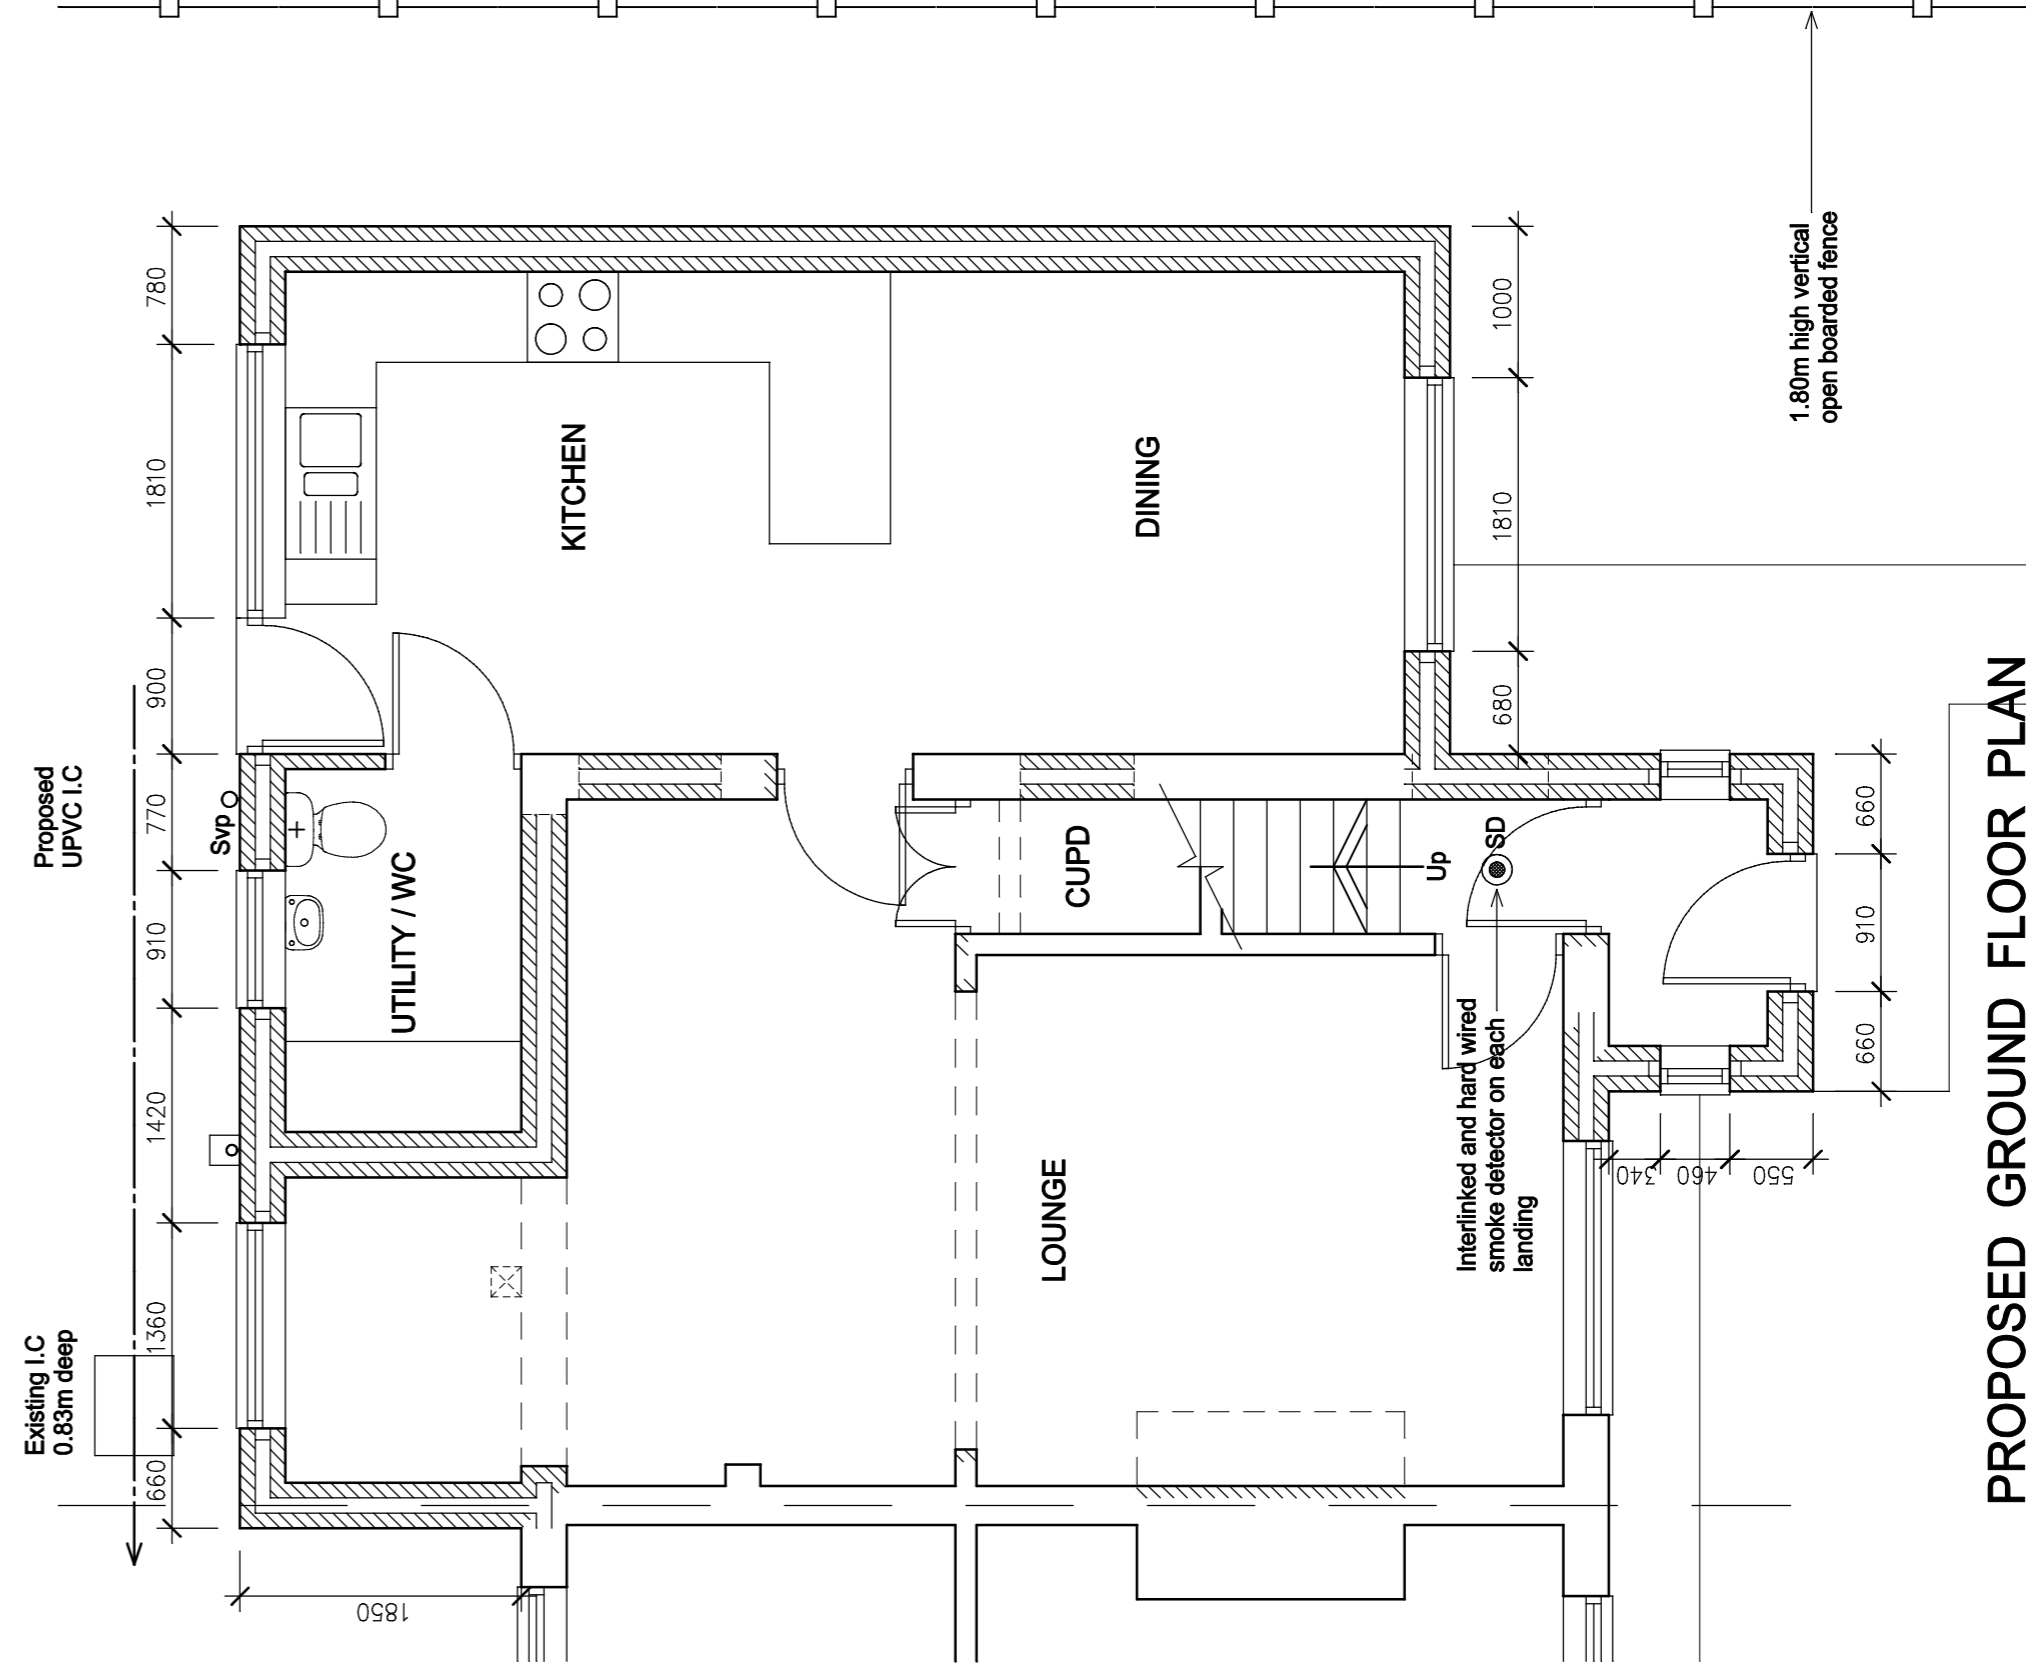 Existing I.C
0.83m deep
Proposed
UPVC I.C
660
1360
1420
910
770
900
1810
780
Svp
UTILITY / WC
KITCHEN
DINING
CUPD
LOUNGE
Up
SD
Interlinked and hard wired
smoke detector on each
landing
1000
1810
680
660
910
660
340
460
550
1850
1.80m high vertical
open boarded fence
PROPOSED GROUND FLOOR PLAN